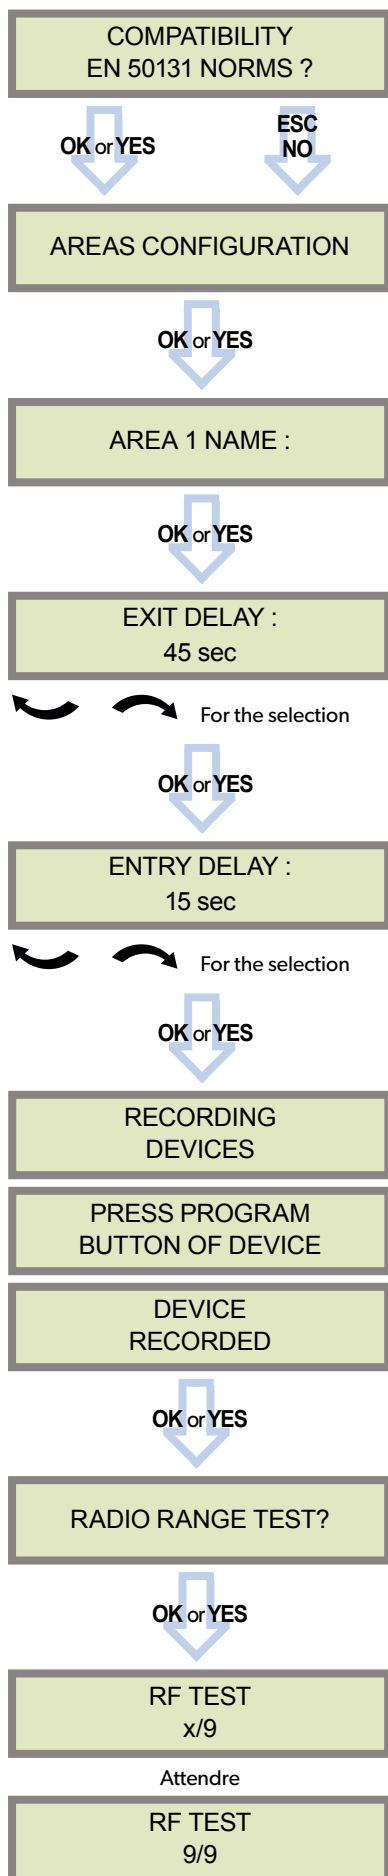 COMPATIBILITY
EN 50131 NORMS ?
OK or YES
ESC
NO
AREAS CONFIGURATION
OK or YES
AREA 1 NAME :
OK or YES
EXIT DELAY :
45 sec
For the selection
OK or YES
ENTRY DELAY :
15 sec
For the selection
OK or YES
RECORDING
DEVICES
PRESS PROGRAM
BUTTON OF DEVICE
DEVICE
RECORDED
OK or YES
RADIO RANGE TEST?
OK or YES
RF TEST
x/9
Attendre
RF TEST
9/9